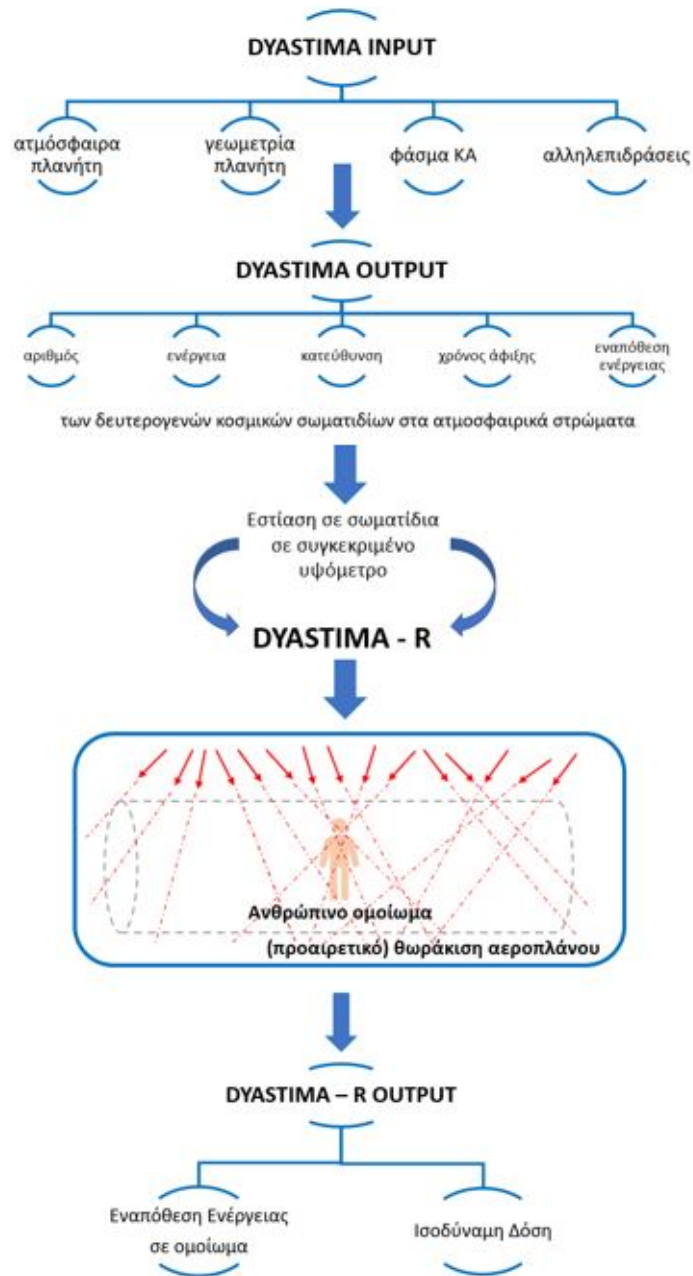 DYASTIMA INPUT
ατμόσφαιρα
πλανήτη
γεωμετρία
πλανήτη
φάσμα ΚΑ
αλληλεπιδράσεις
DYASTIMA OUTPUT
αριθμός
ενέργεια
κατεύθυνση
χρόνος άφιξης
εναπόθεση
ενέργειας
των δευτερογενών κοσμικών σωματιδίων στα ατμοσφαιρικά στρώματα
Εστίαση σε σωματίδια
σε συγκεκριμένο
υψόμετρο
DYASTIMA - R
Ανθρώπινο ομοίωμα
(προαιρετικό) θωράκιση αεροπλάνου
DYASTIMA – R OUTPUT
Εναπόθεση Ενέργειας
σε ομοίωμα
Ισοδύναμη Δόση